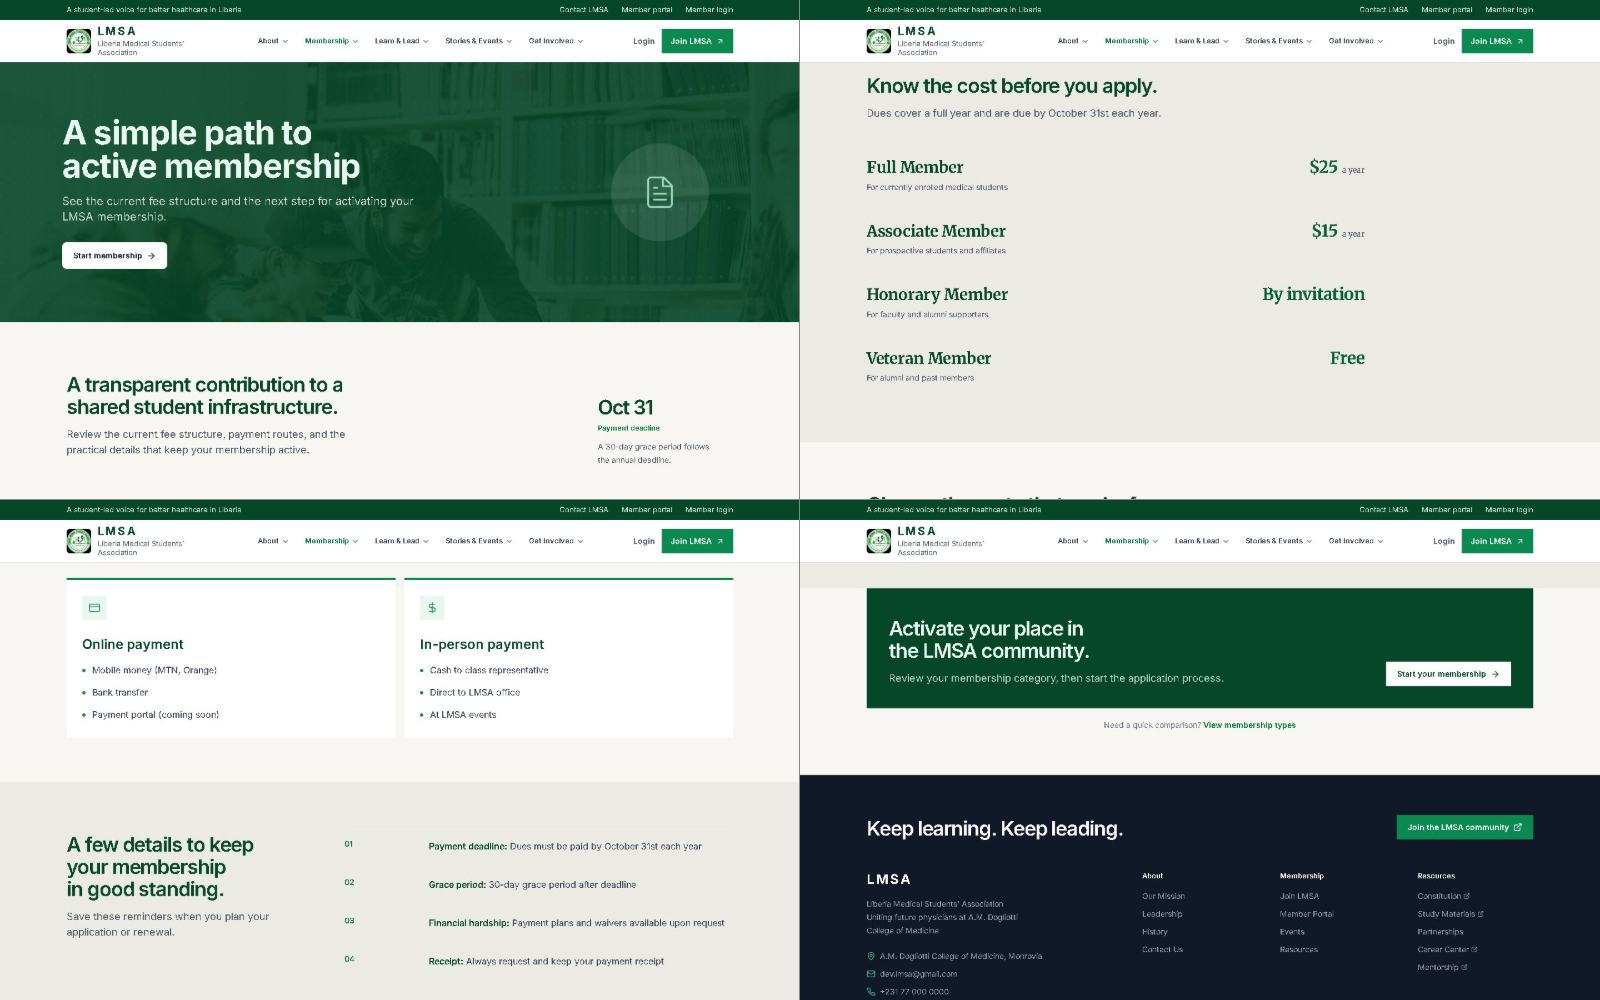 A student-led voice for better healthcare in Liberia
Contact LMSA Member portal Member login
LMSA
Liberia Medical Students'
Association
About Membership Learn & Lead Stories & Events Get Involved
Login
Join LMSA
A simple path to
active membership
See the current fee structure and the next step for activating your
LMSA membership.
Start membership
A transparent contribution to a
shared student infrastructure.
Review the current fee structure, payment routes, and the
practical details that keep your membership active.
Oct 31
Payment deadline
A 30-day grace period follows
the annual deadline.
A student-led voice for better healthcare in Liberia
Contact LMSA Member portal Member login
LMSA
Liberia Medical Students'
Association
About Membership Learn & Lead Stories & Events Get Involved
Login
Join LMSA
Know the cost before you apply.
Dues cover a full year and are due by October 31st each year.
Full Member
For currently enrolled medical students
$25 a year
Associate Member
For prospective students and affiliates
$15 a year
Honorary Member
For faculty and alumni supporters
By invitation
Veteran Member
For alumni and past members
Free
A student-led voice for better healthcare in Liberia
Contact LMSA Member portal Member login
LMSA
Liberia Medical Students'
Association
About Membership Learn & Lead Stories & Events Get Involved
Login
Join LMSA
Online payment
• Mobile money (MTN, Orange)
• Bank transfer
• Payment portal (coming soon)
In-person payment
• Cash to class representative
• Direct to LMSA office
• At LMSA events
A few details to keep
your membership
in good standing.
Save these reminders when you plan your
application or renewal.
01 Payment deadline: Dues must be paid by October 31st each year
02 Grace period: 30-day grace period after deadline
03 Financial hardship: Payment plans and waivers available upon request
04 Receipt: Always request and keep your payment receipt
A student-led voice for better healthcare in Liberia
Contact LMSA Member portal Member login
LMSA
Liberia Medical Students'
Association
About Membership Learn & Lead Stories & Events Get Involved
Login
Join LMSA
Activate your place in
the LMSA community.
Review your membership category, then start the application process.
Start your membership
Need a quick comparison? View membership types
Keep learning. Keep leading.
Join the LMSA community
LMSA
Liberia Medical Students' Association
Uniting future physicians at A.M. Dogliotti
College of Medicine
A.M. Dogliotti College of Medicine, Monrovia
dev.lmsa@gmail.com
+231 77 000 0000
About
Our Mission
Leadership
History
Contact Us
Membership
Join LMSA
Member Portal
Events
Resources
Resources
Constitution
Study Materials
Partnerships
Career Center
Mentorship